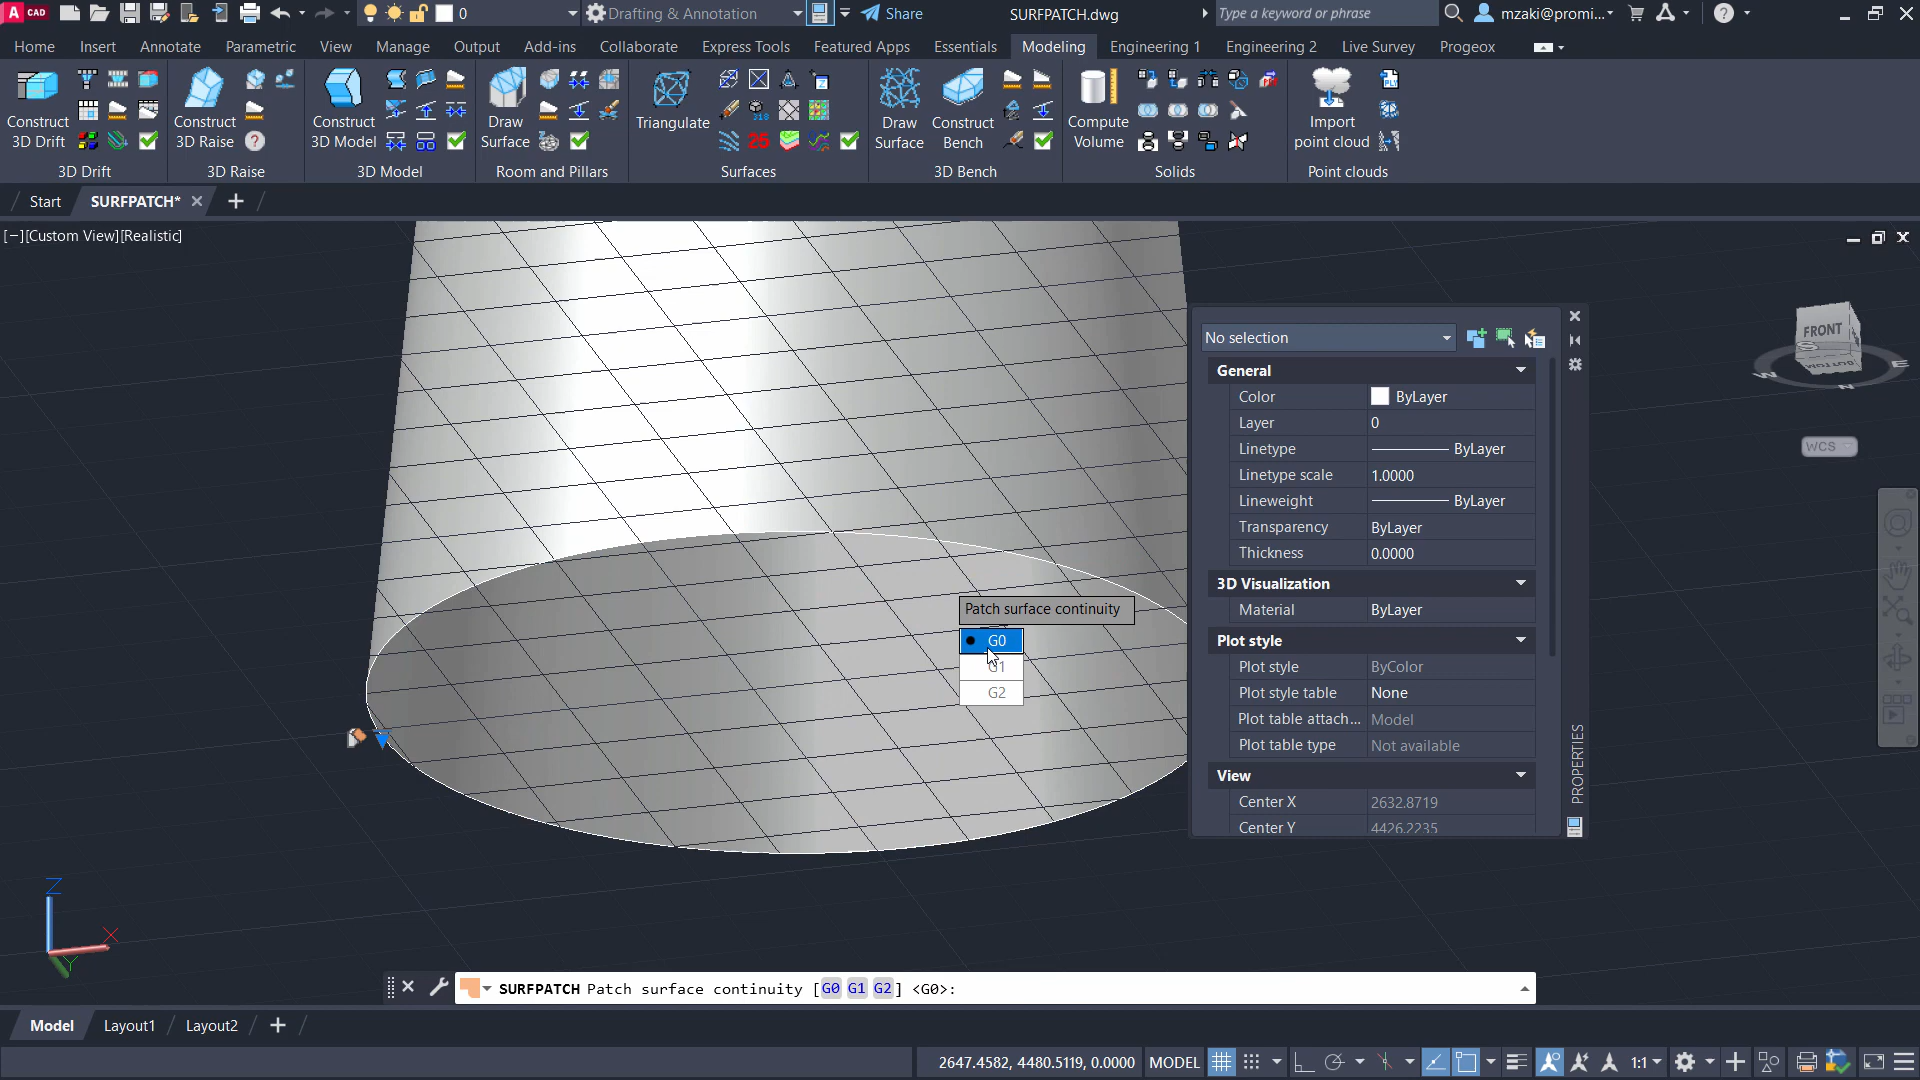 A CAD
0
Drafting & Annotation
Share
SURFPATCH.dwg
Type a keyword or phrase
mzaki@promi...
Home Insert Annotate Parametric View Manage Output Add-ins Collaborate Express Tools Featured Apps Essentials Modeling Engineering 1 Engineering 2 Live Survey Progeox
Construct 3D Drift
3D Drift
Construct 3D Raise
3D Raise
Construct 3D Model
3D Model
Draw Surface
Room and Pillars
Triangulate
318
25
Surfaces
Draw Surface
Construct Bench
3D Bench
Compute Volume
Solids
Import point cloud
PLY
Point clouds
Start
SURFPATCH*
[−][Custom View][Realistic]
FRONT
BOTTOM
S
W
E
N
WCS
No selection
General
Color ByLayer
Layer 0
Linetype ByLayer
Linetype scale 1.0000
Lineweight ByLayer
Transparency ByLayer
Thickness 0.0000
3D Visualization
Material ByLayer
Plot style
Plot style ByColor
Plot style table None
Plot table attach... Model
Plot table type Not available
View
Center X 2632.8719
Center Y 4426.2235
PROPERTIES
Patch surface continuity
G0
G1
G2
Z
X
Y
SURFPATCH Patch surface continuity [G0 G1 G2] <G0>:
Model Layout1 Layout2
2647.4582, 4480.5119, 0.0000 MODEL
1:1